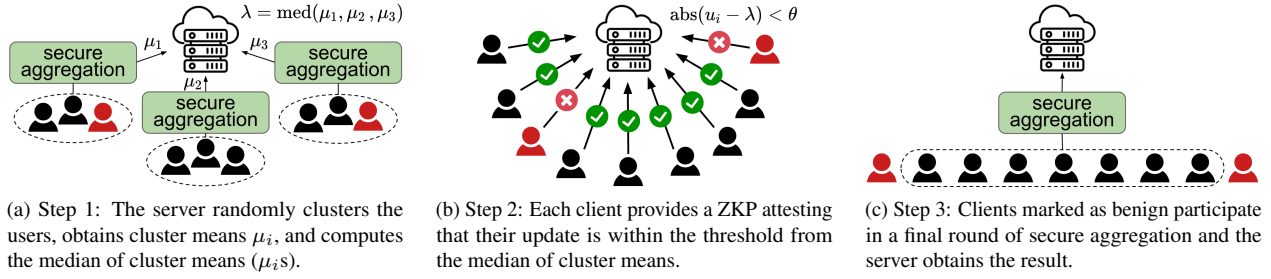 λ = med(μ₁, μ₂ , μ₃)
μ₁
μ₃
secure
aggregation
secure
aggregation
μ₂
secure
aggregation
(a) Step 1: The server randomly clusters the
users, obtains cluster means μᵢ, and computes
the median of cluster means (μᵢs).
abs(uᵢ − λ) < θ
(b) Step 2: Each client provides a ZKP attesting
that their update is within the threshold from
the median of cluster means.
secure
aggregation
(c) Step 3: Clients marked as benign participate
in a final round of secure aggregation and the
server obtains the result.